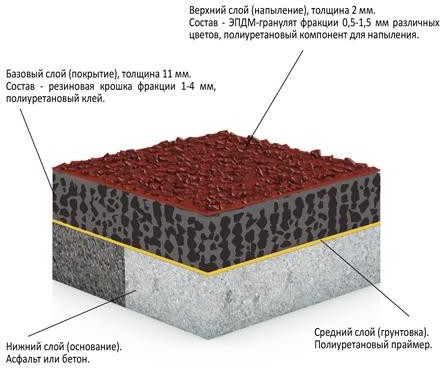 Верхний слой (напыление), толщина 2 мм.
Состав - ЭПДМ-гранулят фракции 0,5-1,5 мм различных
цветов, полиуретановый компонент для напыления.
Базовый слой (покрытие), толщина 11 мм.
Состав - резиновая крошка фракции 1-4 мм,
полиуретановый клей.
Средний слой (грунтовка).
Полиуретановый праймер.
Нижний слой (основание).
Асфальт или бетон.